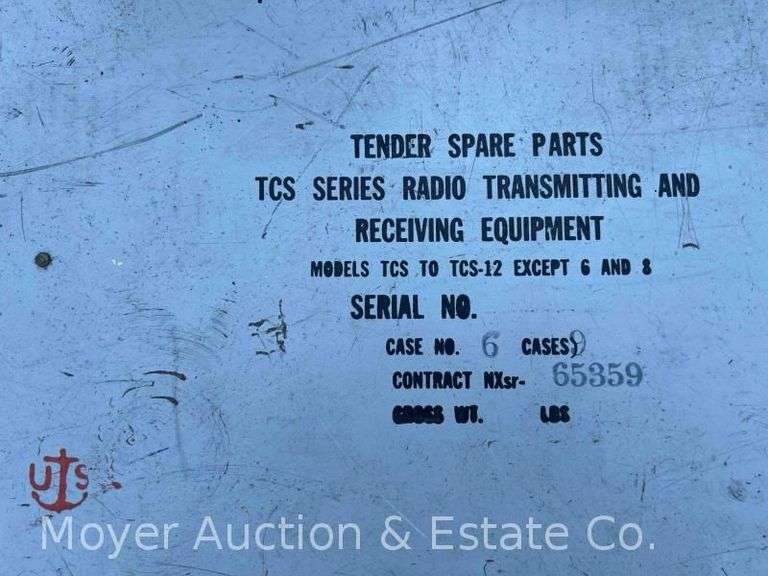 TENDER SPARE PARTS
TCS SERIES RADIO TRANSMITTING AND
RECEIVING EQUIPMENT
MODELS TCS TO TCS-12 EXCEPT 6 AND 8
SERIAL NO.
CASE NO. 6 CASES) 9
CONTRACT NXsr- 65359
GROSS WT. LBS
U S
Moyer Auction & Estate Co.